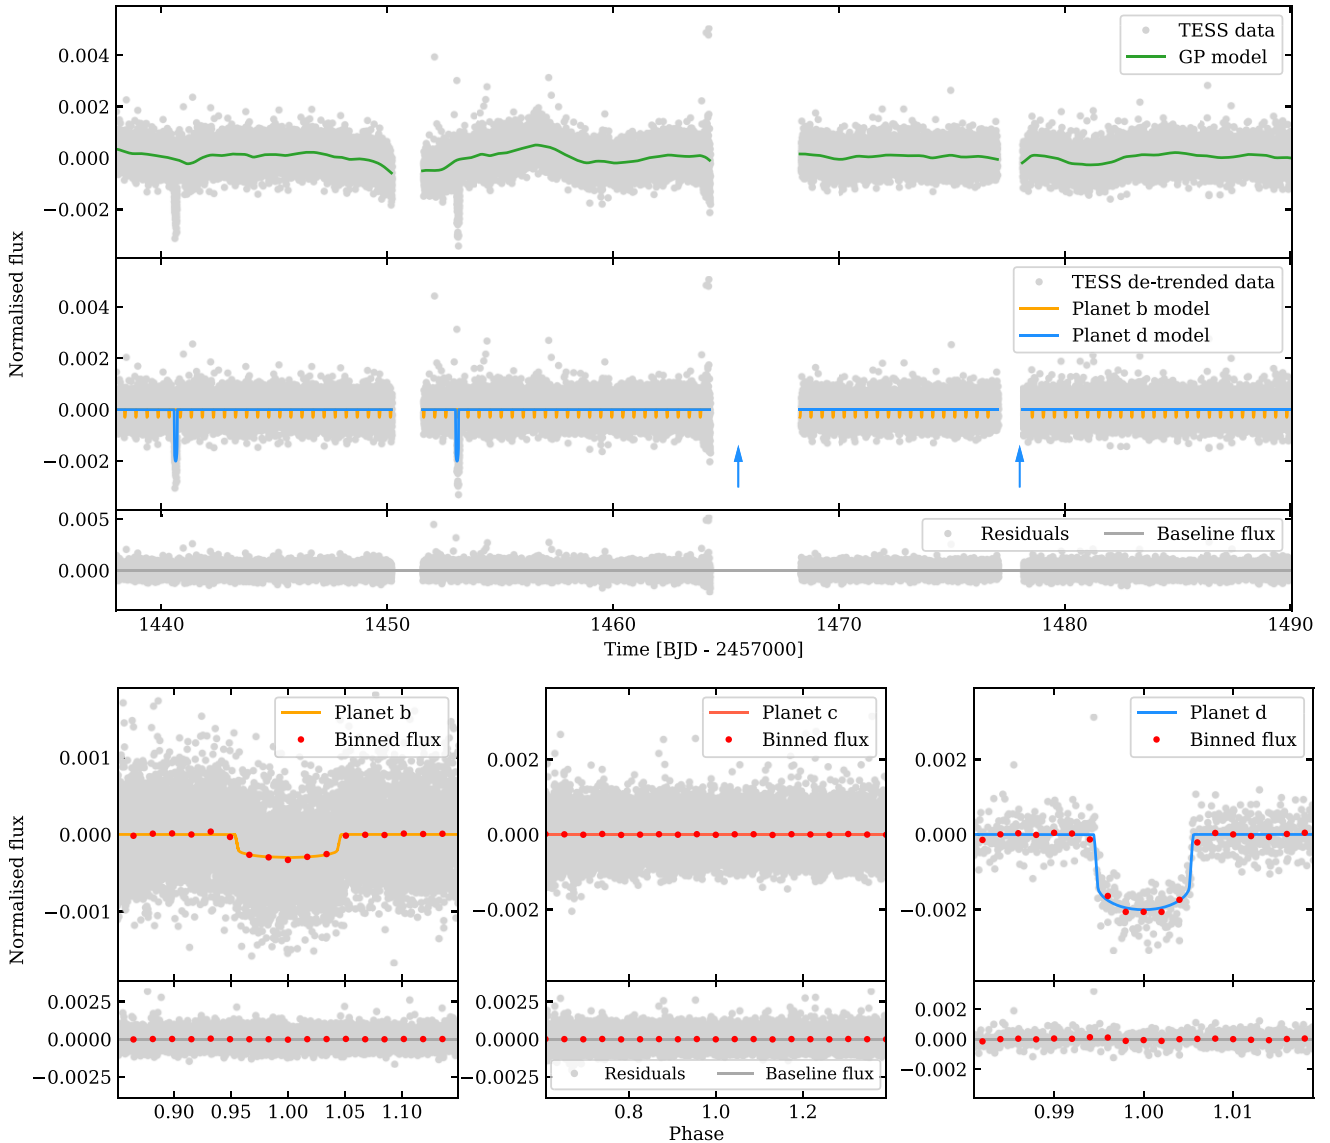 TESS data
GP model
0.004
0.002
0.000
−0.002
Normalised flux
TESS de-trended data
Planet b model
Planet d model
0.004
0.002
0.000
−0.002
Residuals Baseline flux
0.005
0.000
1440 1450 1460 1470 1480 1490
Time [BJD - 2457000]
Planet b
Binned flux
0.001
0.000
−0.001
Normalised flux
Planet c
Binned flux
0.002
0.000
−0.002
Planet d
Binned flux
0.002
0.000
−0.002
0.0025
0.0000
−0.0025
0.90 0.95 1.00 1.05 1.10
0.0025
0.0000
−0.0025
Residuals Baseline flux
0.8 1.0 1.2
Phase
0.002
0.000
−0.002
0.99 1.00 1.01